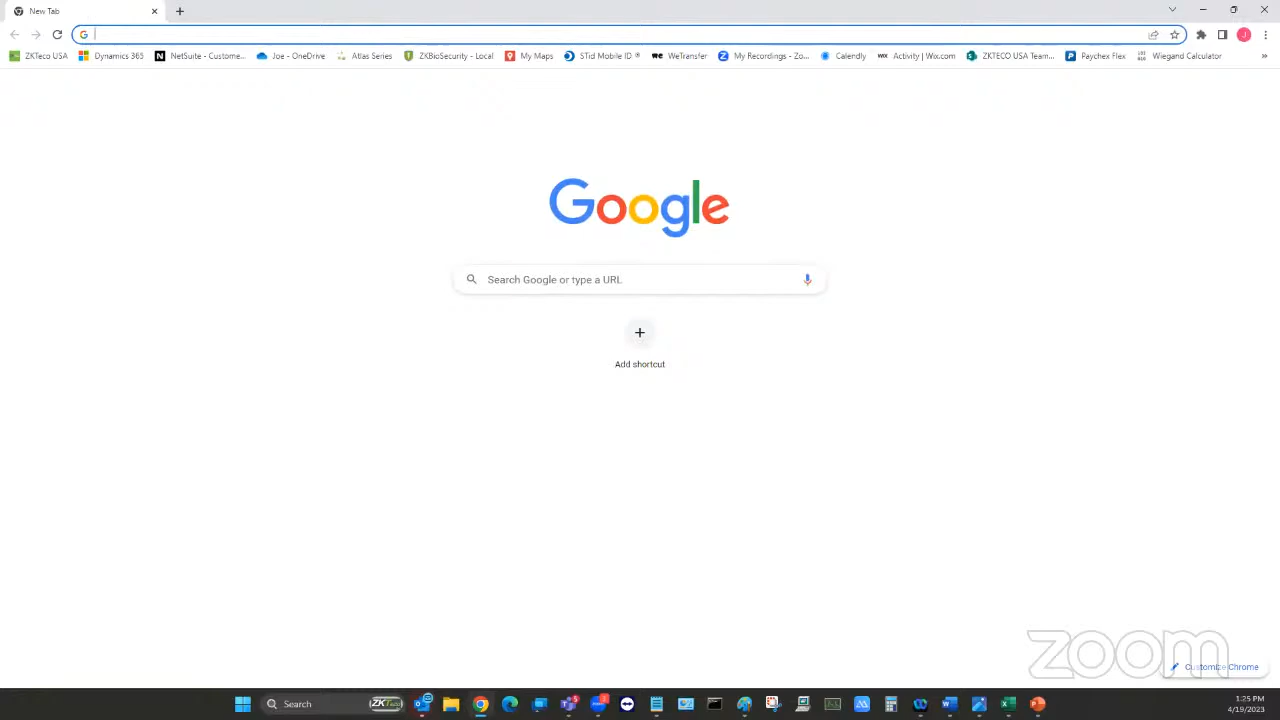 New Tab
ZKTeco USA
Dynamics 365
NetSuite - Custome...
Joe - OneDrive
Atlas Series
ZKBioSecurity - Local
My Maps
STid Mobile ID ®
WeTransfer
My Recordings - Zo...
Calendly
Activity | Wix.com
ZKTECO USA Team...
Paychex Flex
Wiegand Calculator
Google
Search Google or type a URL
Add shortcut
zoom
Customize Chrome
Search
1:25 PM
4/19/2023